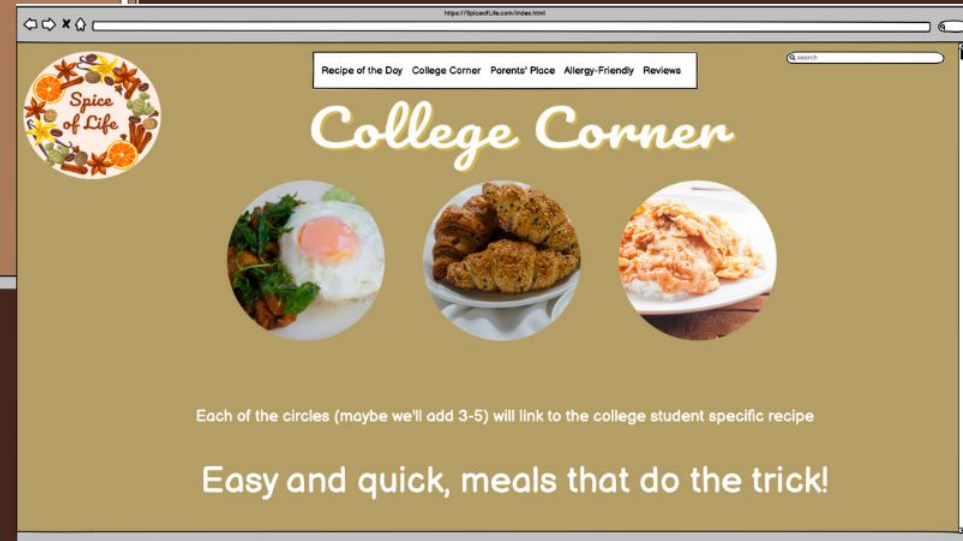 https://SpiceofLife.com/index.html
search
Spice
of Life
Recipe of the Day College Corner Parents' Place Allergy-Friendly Reviews
College Corner
Each of the circles (maybe we'll add 3-5) will link to the college student specific recipe
Easy and quick, meals that do the trick!